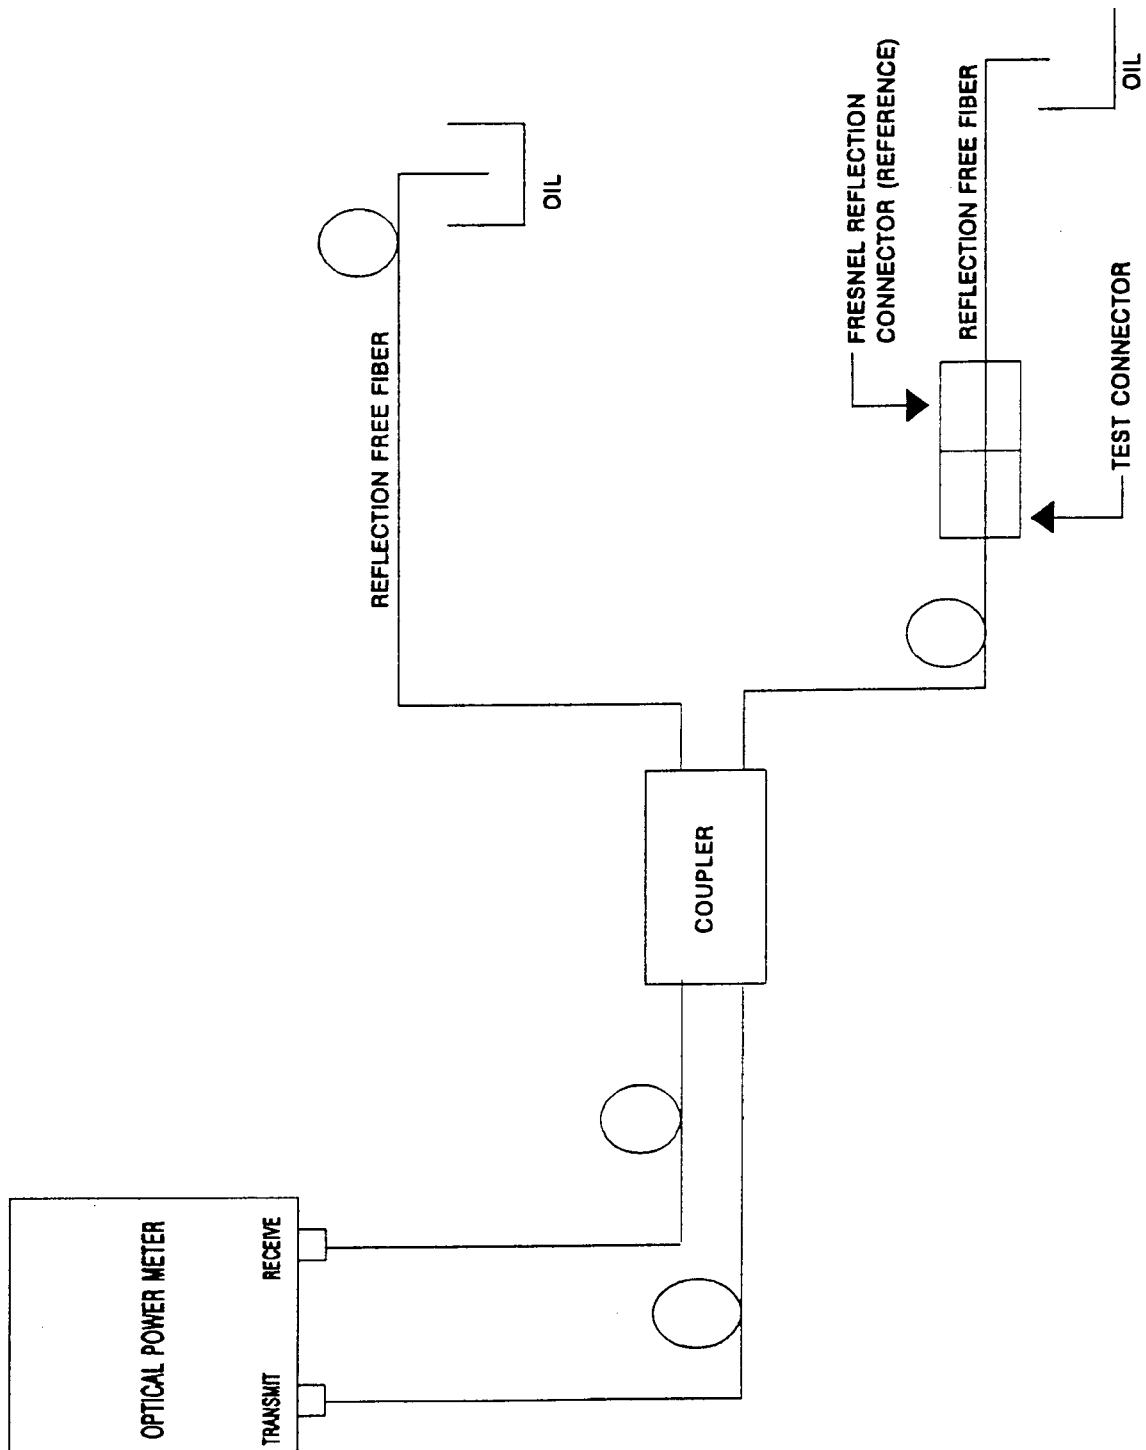 OPTICAL POWER METER
TRANSMIT
RECEIVE
COUPLER
REFLECTION FREE FIBER
OIL
FRESNEL REFLECTION
CONNECTOR (REFERENCE)
REFLECTION FREE FIBER
TEST CONNECTOR
OIL